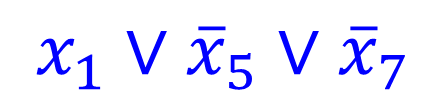 x₁ ∨ x̄₅ ∨ x̄₇